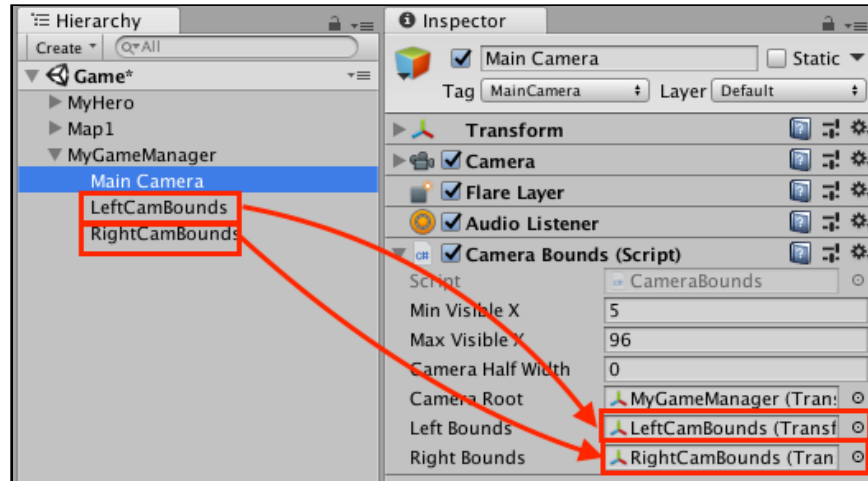 Hierarchy
Create
All
Game*
MyHero
Map1
MyGameManager
Main Camera
LeftCamBounds
RightCamBounds
Inspector
Main Camera
Static
Tag MainCamera Layer Default
Transform
Camera
Flare Layer
Audio Listener
C# Camera Bounds (Script)
Script CameraBounds
Min Visible X 5
Max Visible X 96
Camera Half Width 0
Camera Root MyGameManager (Trans
Left Bounds LeftCamBounds (Transf
Right Bounds RightCamBounds (Tran